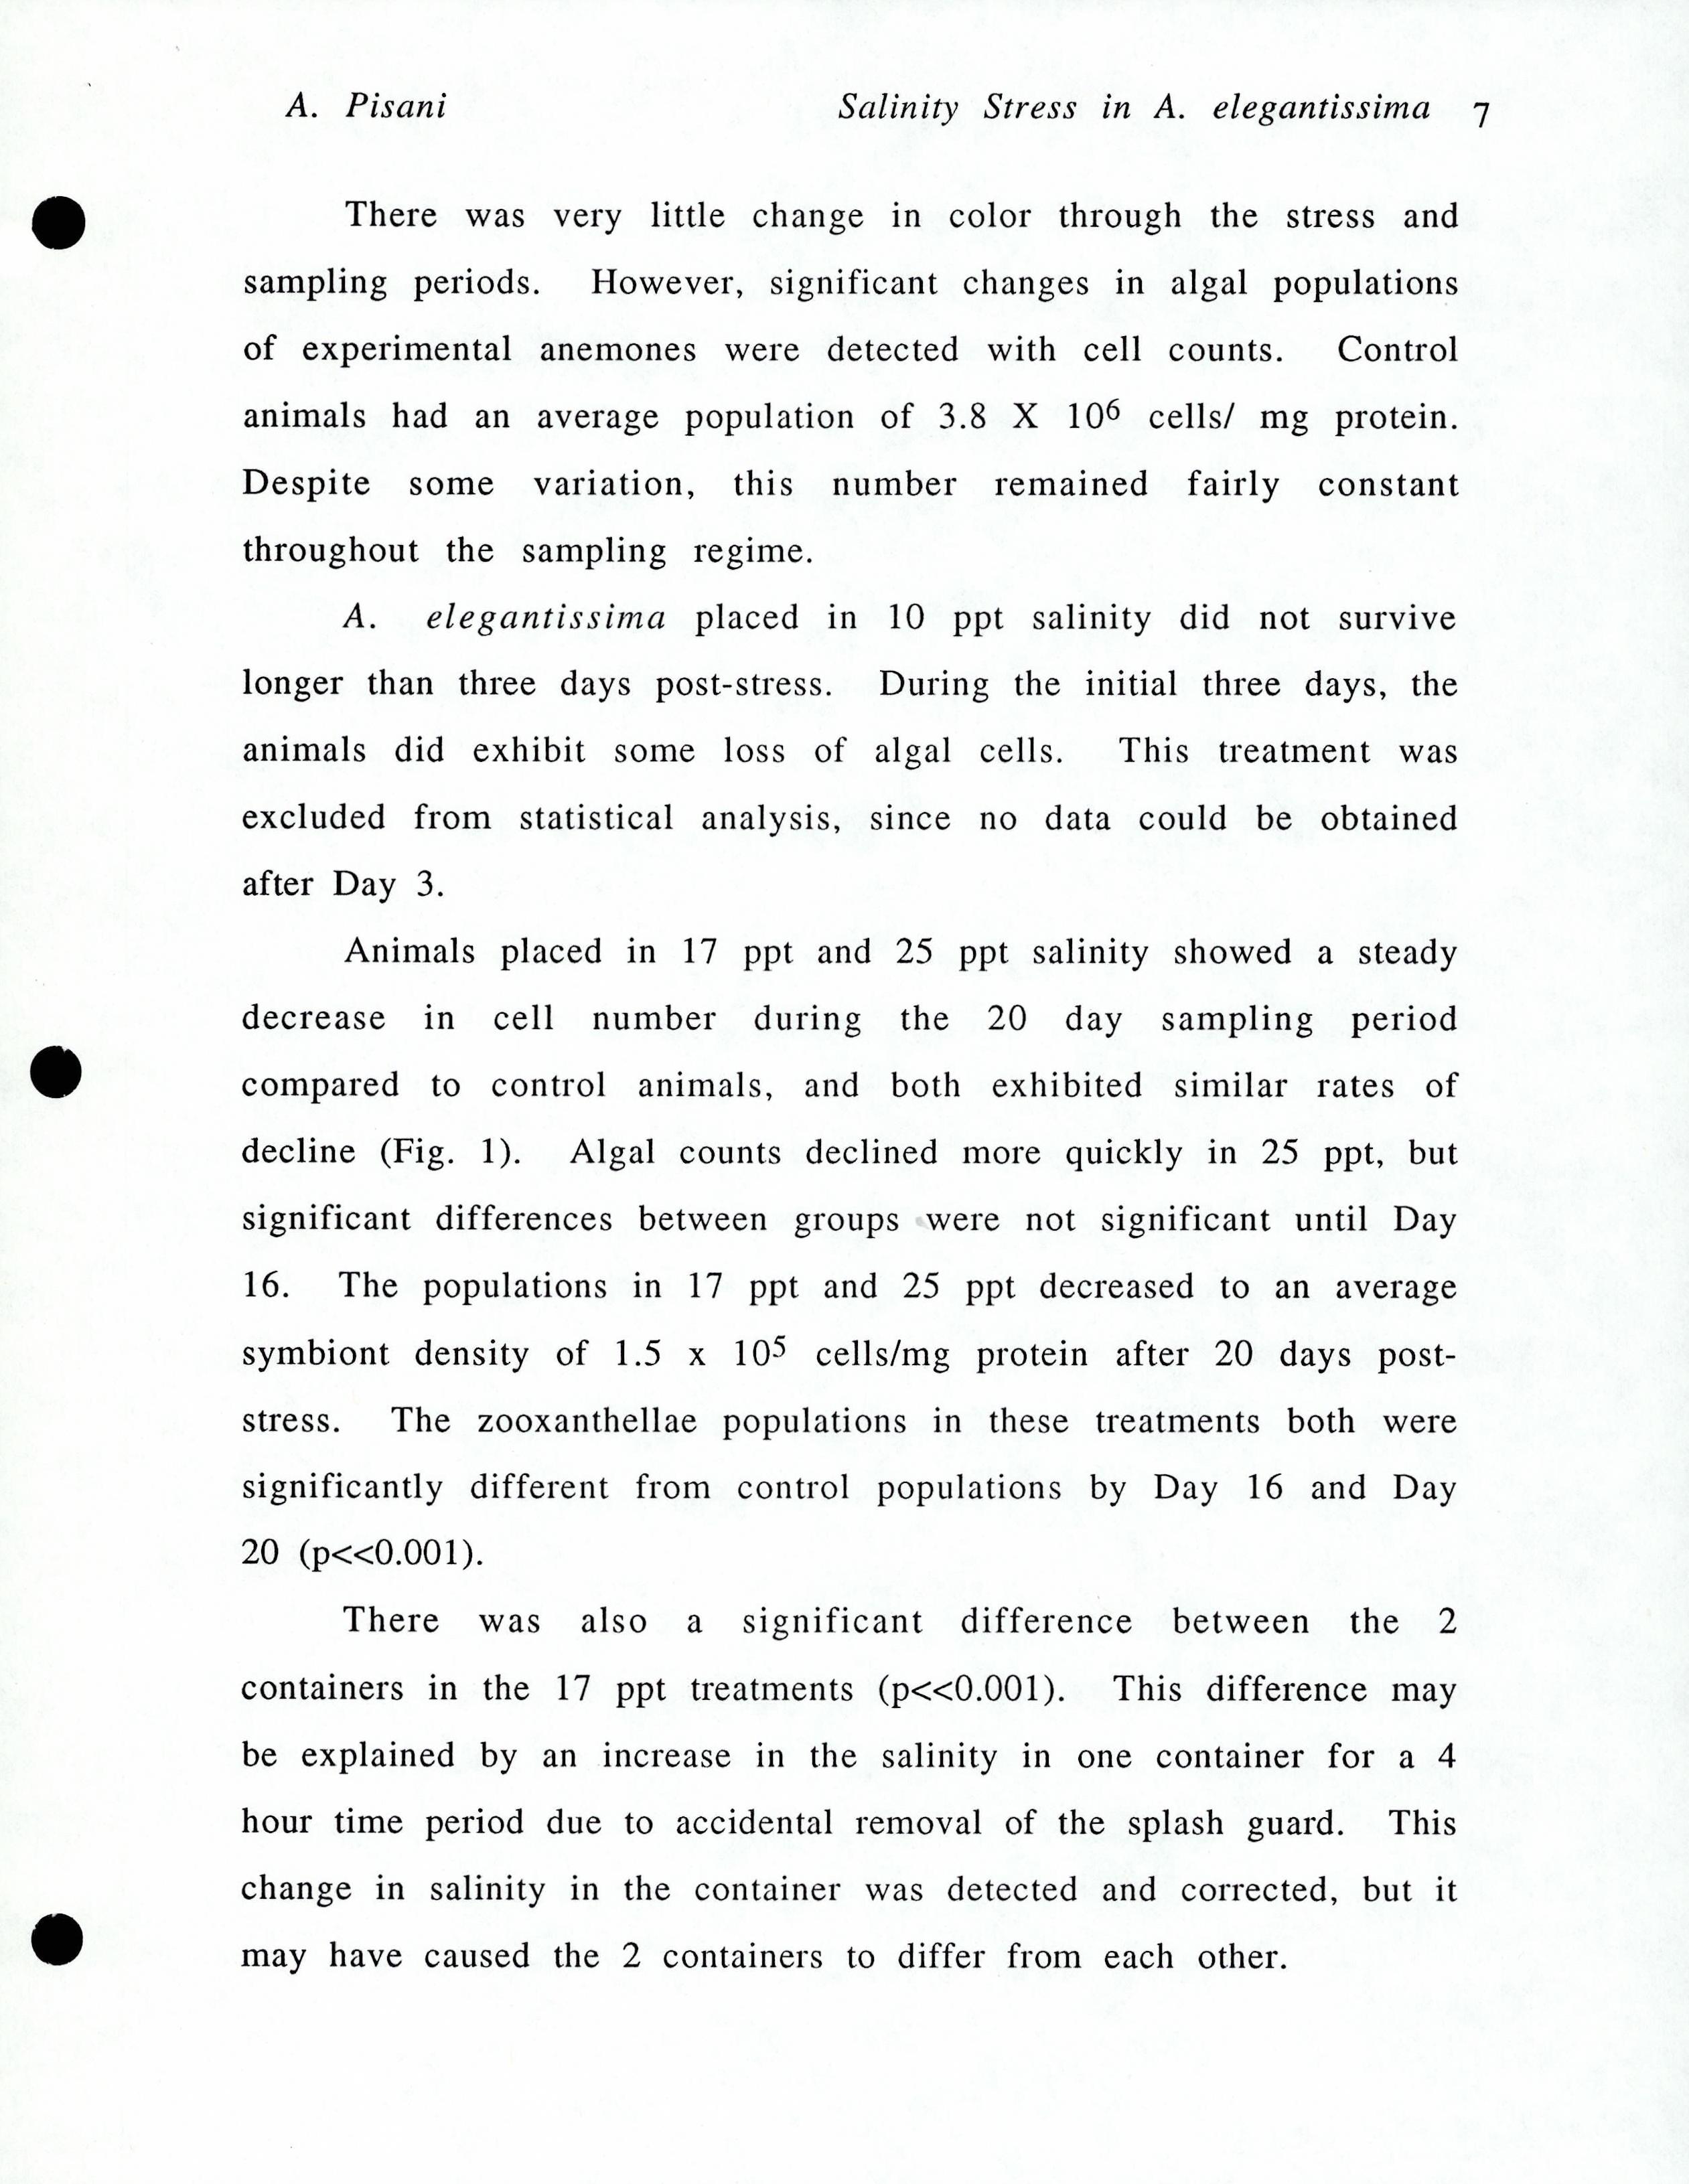 A. Pisani Salinity Stress in A. elegantissima 7
There was very little change in color through the stress and
sampling periods. However, significant changes in algal populations
of experimental anemones were detected with cell counts. Control
animals had an average population of 3.8 X 10⁶ cells/ mg protein.
Despite some variation, this number remained fairly constant
throughout the sampling regime.
A. elegantissima placed in 10 ppt salinity did not survive
longer than three days post-stress. During the initial three days, the
animals did exhibit some loss of algal cells. This treatment was
excluded from statistical analysis, since no data could be obtained
after Day 3.
Animals placed in 17 ppt and 25 ppt salinity showed a steady
decrease in cell number during the 20 day sampling period
compared to control animals, and both exhibited similar rates of
decline (Fig. 1). Algal counts declined more quickly in 25 ppt, but
significant differences between groups were not significant until Day
16. The populations in 17 ppt and 25 ppt decreased to an average
symbiont density of 1.5 x 10⁵ cells/mg protein after 20 days post-
stress. The zooxanthellae populations in these treatments both were
significantly different from control populations by Day 16 and Day
20 (p<<0.001).
There was also a significant difference between the 2
containers in the 17 ppt treatments (p<<0.001). This difference may
be explained by an increase in the salinity in one container for a 4
hour time period due to accidental removal of the splash guard. This
change in salinity in the container was detected and corrected, but it
may have caused the 2 containers to differ from each other.